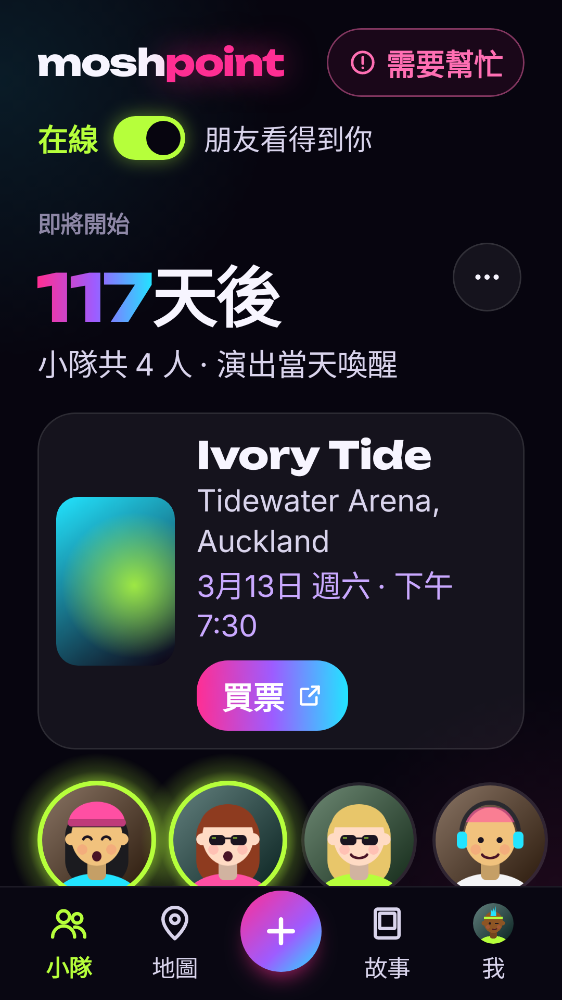 moshpoint
需要幫忙
在線 朋友看得到你
即將開始
117天後
小隊共 4 人 · 演出當天喚醒
Ivory Tide
Tidewater Arena,
Auckland
3月13日 週六 · 下午
7:30
買票
小隊
地圖
故事
我